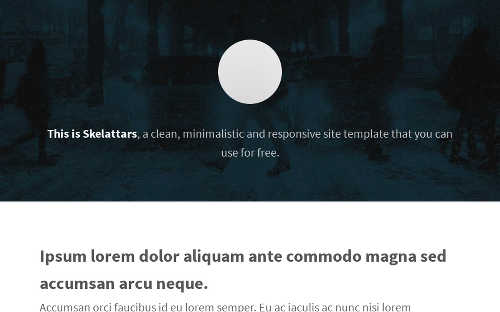 This is Skelattars, a clean, minimalistic and responsive site template that you can
use for free.
Ipsum lorem dolor aliquam ante commodo magna sed
accumsan arcu neque.
Accumsan orci faucibus id eu lorem semper. Eu ac iaculis ac nunc nisi lorem